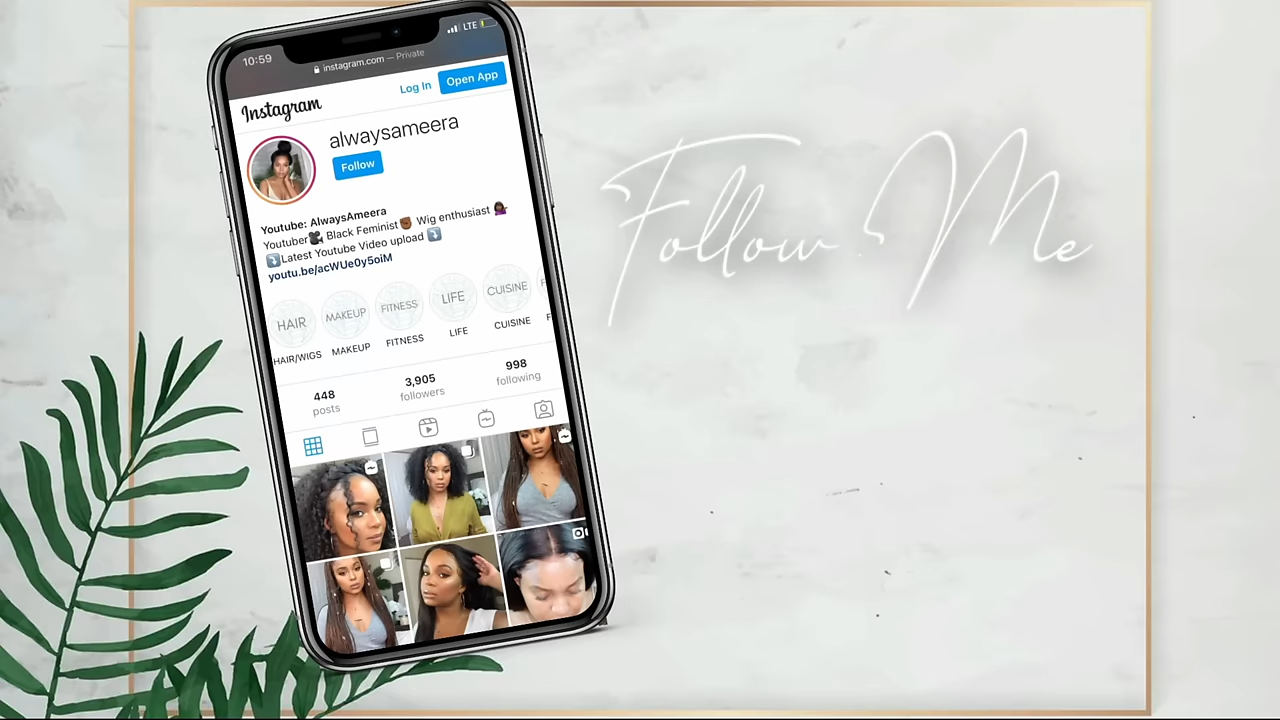 10:59
LTE
instagram.com — Private
Instagram
Log In
Open App
alwaysameera
Follow
Youtube: AlwaysAmeera
Youtuber🎥 Black Feminist✊🏾 Wig enthusiast 💇🏾‍♀️
⤵️Latest Youtube Video upload ⤵️
youtu.be/acWUe0y5oiM
HAIR
MAKEUP
FITNESS
LIFE
CUISINE
F
HAIR/WIGS
MAKEUP
FITNESS
LIFE
CUISINE
F
448
posts
3,905
followers
998
following
Follow Me